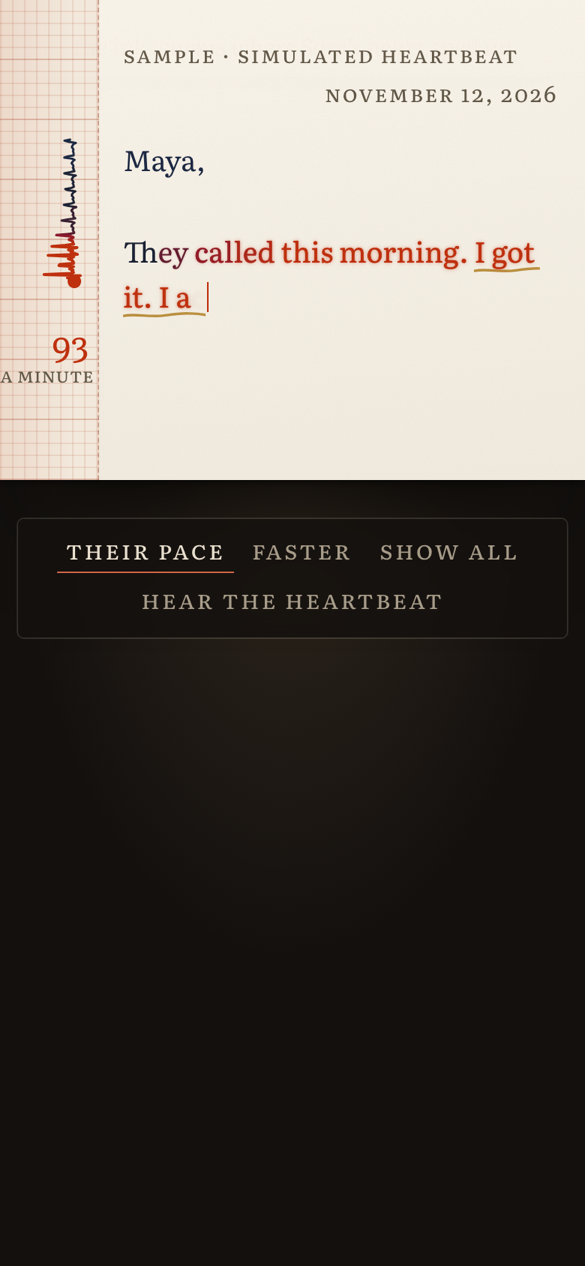 SAMPLE · SIMULATED HEARTBEAT
NOVEMBER 12, 2026
Maya,
They called this morning. I got
it. I a
93
A MINUTE
THEIR PACE FASTER SHOW ALL
HEAR THE HEARTBEAT